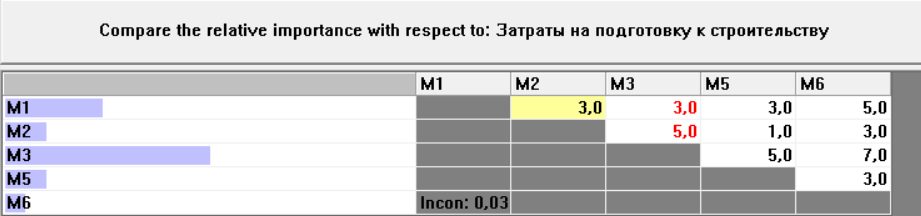 Compare the relative importance with respect to: Затраты на подготовку к строительству
M1 M2 M3 M5 M6
M1 3,0 3,0 3,0 5,0
M2 5,0 1,0 3,0
M3 5,0 7,0
M5 3,0
M6 Incon: 0,03